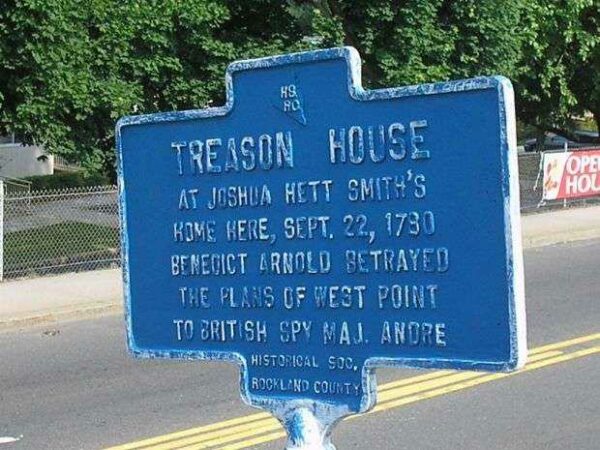 HS
RO
TREASON HOUSE
AT JOSHUA HETT SMITH'S
HOME HERE, SEPT. 22, 1780
BENEDICT ARNOLD BETRAYED
THE PLANS OF WEST POINT
TO BRITISH SPY MAJ. ANDRE
HISTORICAL SOC.
ROCKLAND COUNTY
OPE
HOU